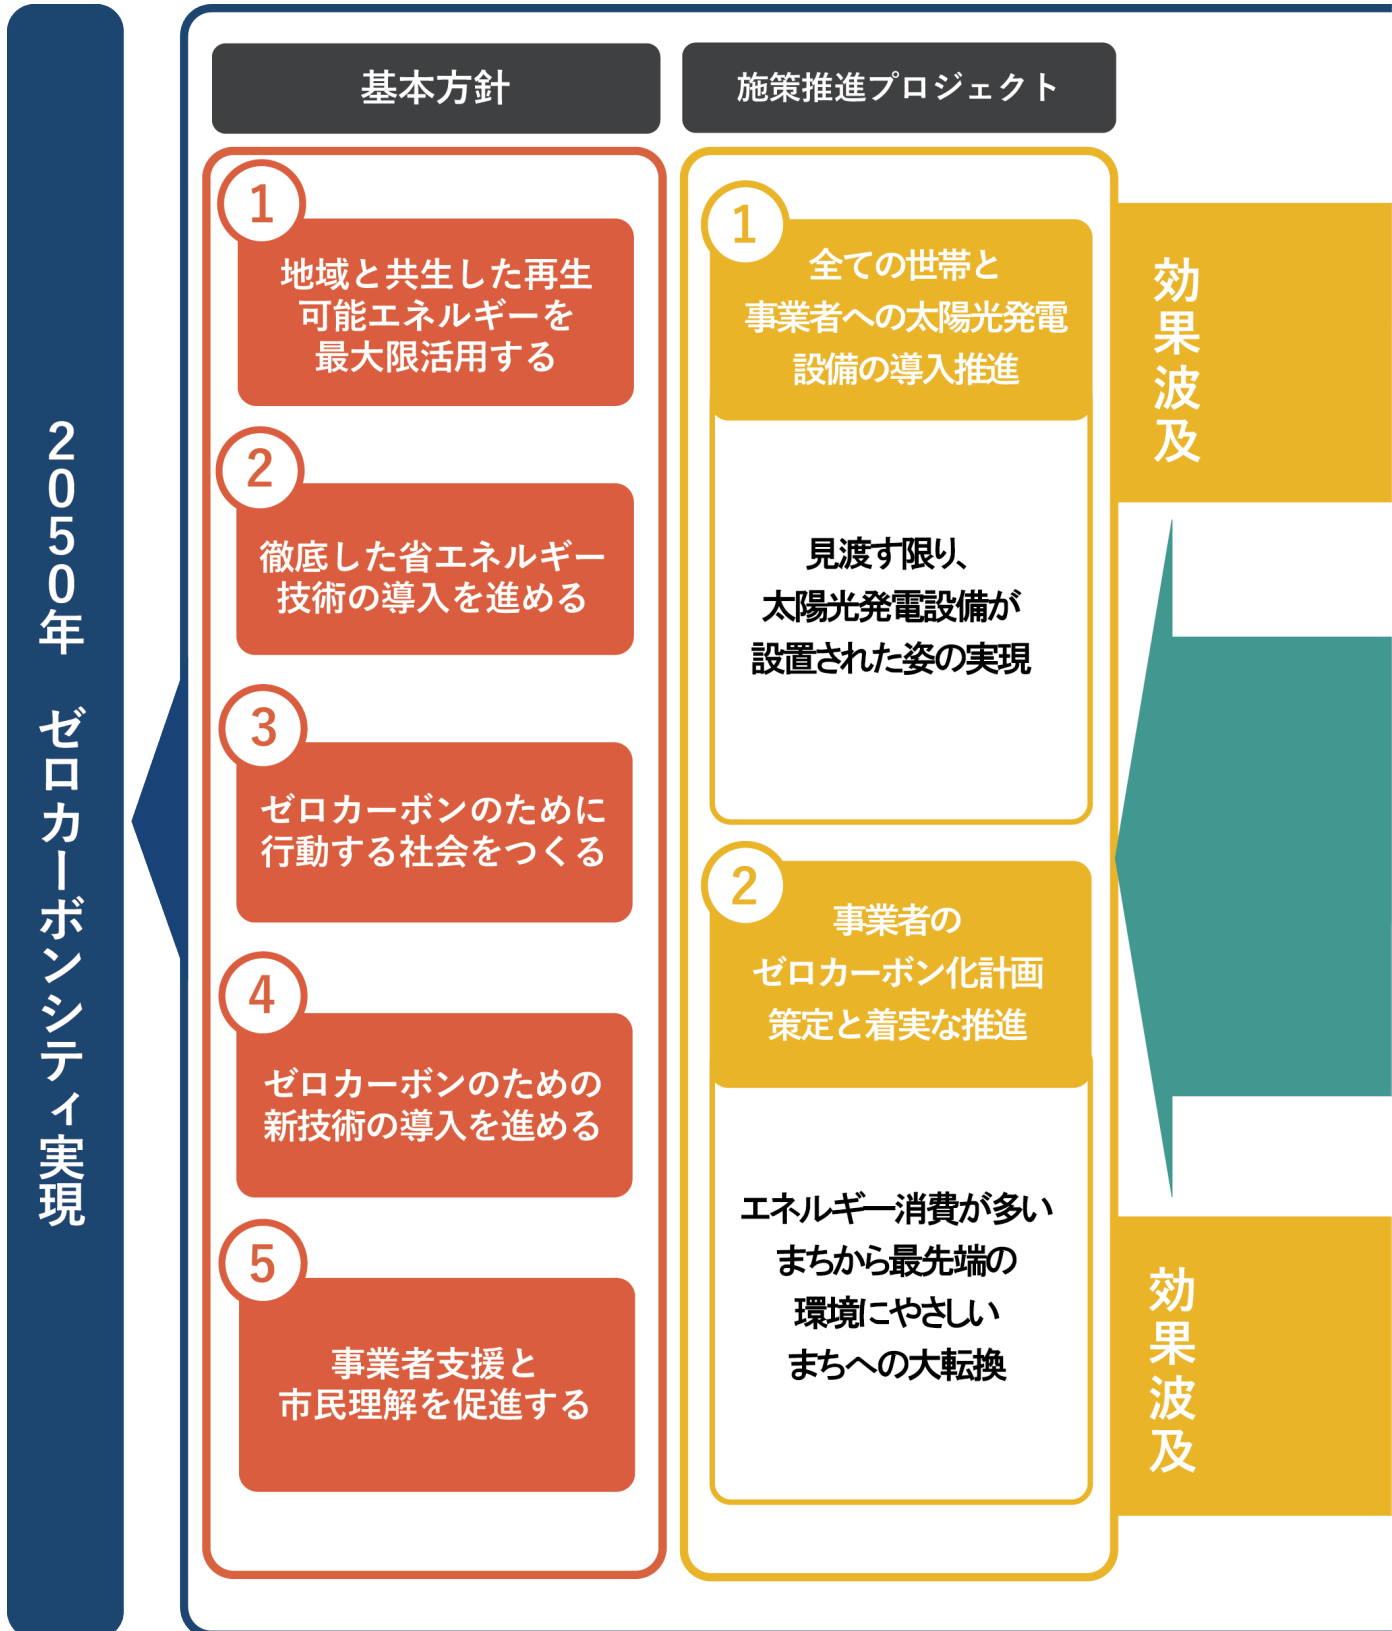 2050年　ゼロカーボンシティ実現
基本方針
1
地域と共生した再生
可能エネルギーを
最大限活用する
2
徹底した省エネルギー
技術の導入を進める
3
ゼロカーボンのために
行動する社会をつくる
4
ゼロカーボンのための
新技術の導入を進める
5
事業者支援と
市民理解を促進する
施策推進プロジェクト
1
全ての世帯と
事業者への太陽光発電
設備の導入推進
見渡す限り、
太陽光発電設備が
設置された姿の実現
2
事業者の
ゼロカーボン化計画
策定と着実な推進
エネルギー消費が多い
まちから最先端の
環境にやさしい
まちへの大転換
効果波及
効果波及